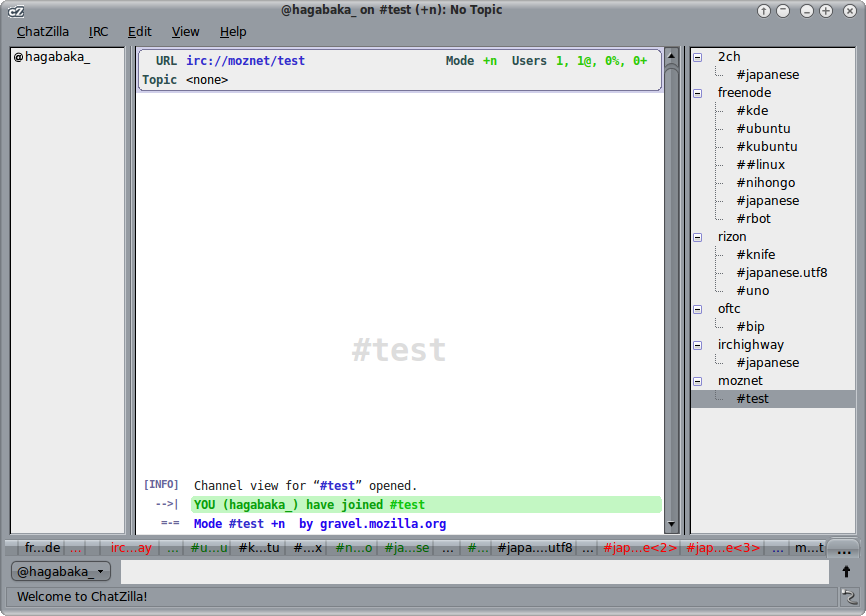 cZ @hagabaka_ on #test (+n): No Topic
ChatZilla IRC Edit View Help
@hagabaka_
URL irc://moznet/test Mode +n Users 1, 1@, 0%, 0+
Topic <none>
#test
[INFO] Channel view for “#test” opened.
-->| YOU (hagabaka_) have joined #test
=-= Mode #test +n by gravel.mozilla.org
2ch
#japanese
freenode
#kde
#ubuntu
#kubuntu
##linux
#nihongo
#japanese
#rbot
rizon
#knife
#japanese.utf8
#uno
oftc
#bip
irchighway
#japanese
moznet
#test
fr...de ... irc...ay ... #u...u #k...tu #...x #n...o #ja...se ... #... #japa....utf8 ... #jap...e<2> #jap...e<3> ... m...t ...
@hagabaka_
Welcome to ChatZilla!